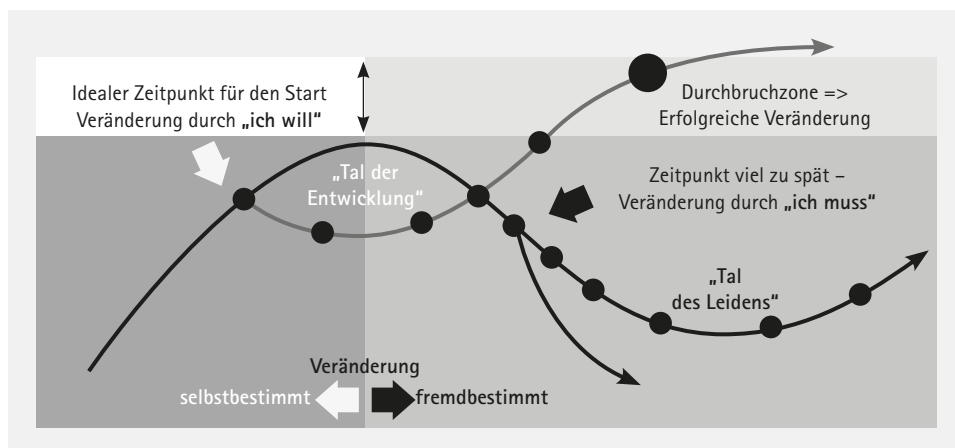 Idealer Zeitpunkt für den Start
Veränderung durch „ich will"
Durchbruchzone =>
Erfolgreiche Veränderung
„Tal der
Entwicklung"
Zeitpunkt viel zu spät –
Veränderung durch „ich muss"
„Tal
des Leidens"
Veränderung
selbstbestimmt
fremdbestimmt